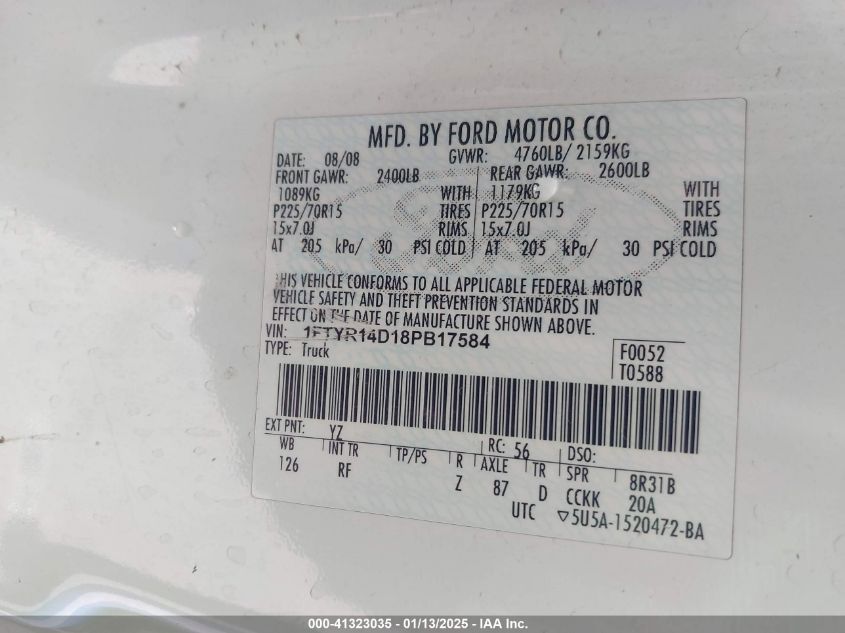 MFD. BY FORD MOTOR CO.
DATE: 08/08 GVWR: 4760LB/ 2159KG
FRONT GAWR: 2400LB REAR GAWR: 2600LB
1089KG WITH 1179KG WITH
P225/70R15 TIRES P225/70R15 TIRES
15x7.0J RIMS 15x7.0J RIMS
AT 205 kPa/ 30 PSI COLD AT 205 kPa/ 30 PSI COLD
THIS VEHICLE CONFORMS TO ALL APPLICABLE FEDERAL MOTOR
VEHICLE SAFETY AND THEFT PREVENTION STANDARDS IN
EFFECT ON THE DATE OF MANUFACTURE SHOWN ABOVE.
VIN: 1FTYR14D18PB17584
TYPE: Truck
F0052
T0588
EXT PNT: YZ RC: 56 DSO:
WB INT TR TP/PS R AXLE TR SPR 8R31B
126 RF Z 87 D CCKK 20A
UTC ▽5U5A-1520472-BA
000-41323035 - 01/13/2025 - IAA Inc.